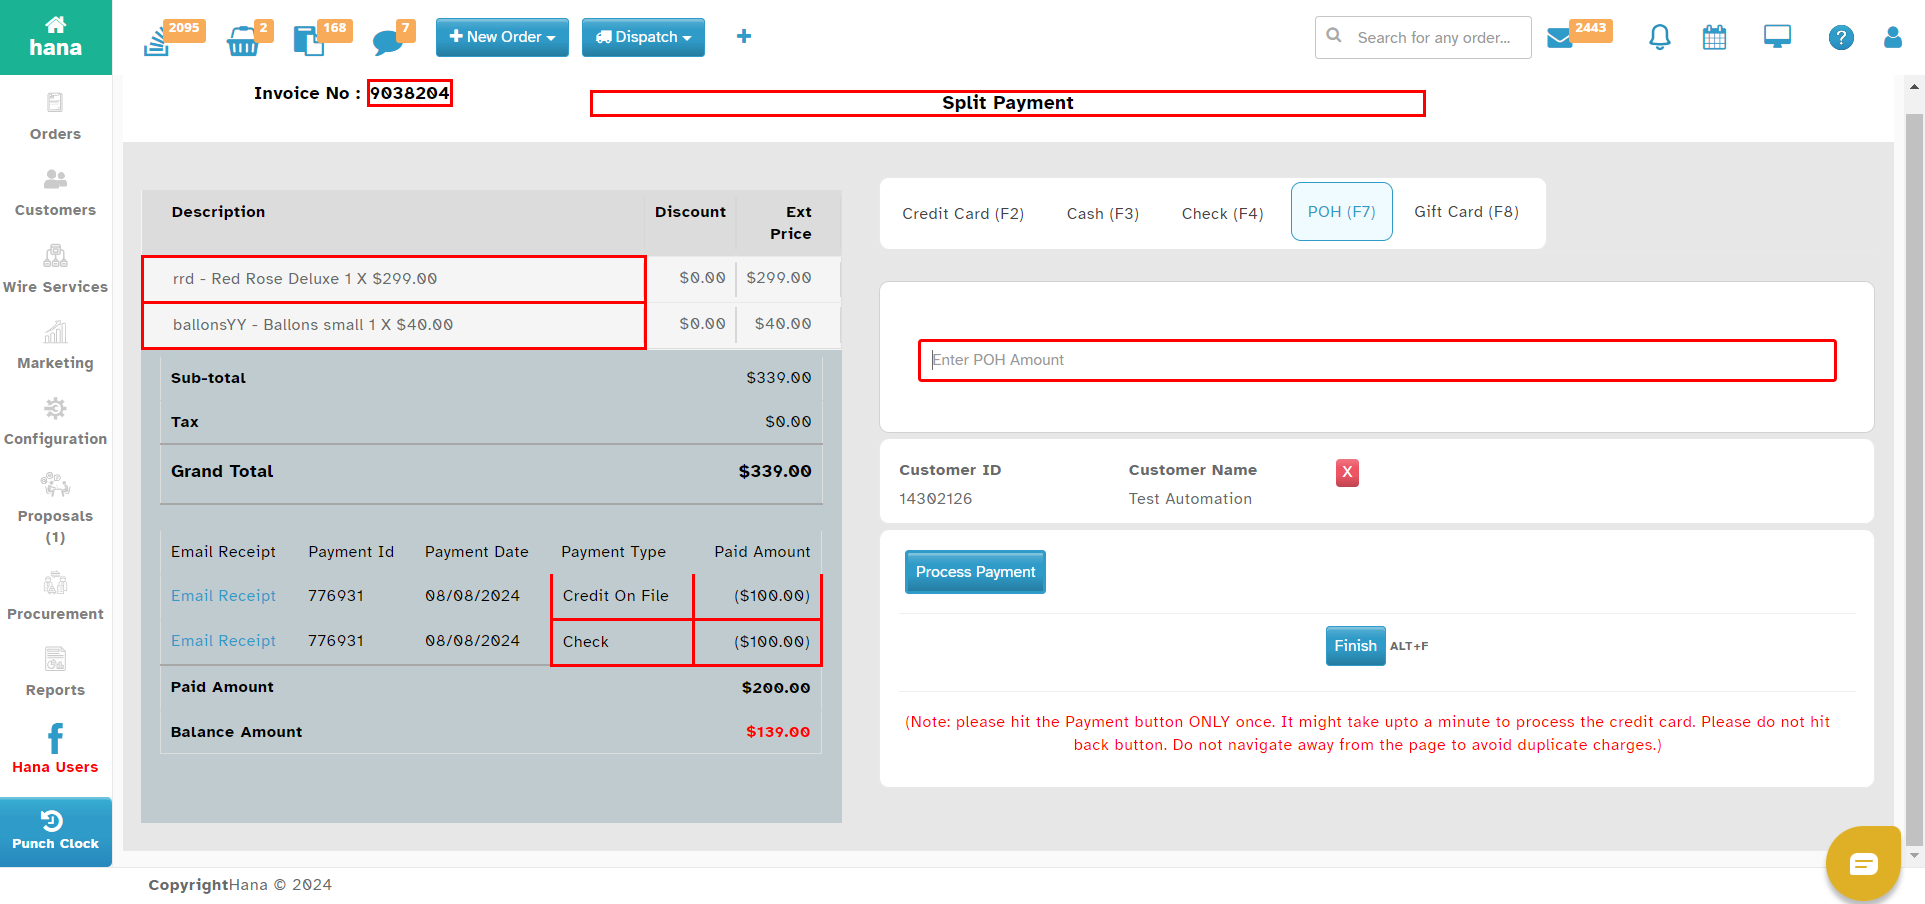 hana
2095
2
168
7
New Order
Dispatch
Search for any order...
2443
Orders
Customers
Wire Services
Marketing
Configuration
Proposals
(1)
Procurement
Reports
Hana Users
Punch Clock
Invoice No : 9038204
Split Payment
Description Discount Ext
Price
rrd - Red Rose Deluxe 1 X $299.00 $0.00 $299.00
ballonsYY - Ballons small 1 X $40.00 $0.00 $40.00
Sub-total $339.00
Tax $0.00
Grand Total $339.00
Email Receipt Payment Id Payment Date Payment Type Paid Amount
Email Receipt 776931 08/08/2024 Credit On File ($100.00)
Email Receipt 776931 08/08/2024 Check ($100.00)
Paid Amount $200.00
Balance Amount $139.00
Credit Card (F2) Cash (F3) Check (F4) POH (F7) Gift Card (F8)
Enter POH Amount
Customer ID Customer Name X
14302126 Test Automation
Process Payment
Finish ALT+F
(Note: please hit the Payment button ONLY once. It might take upto a minute to process the credit card. Please do not hit
back button. Do not navigate away from the page to avoid duplicate charges.)
CopyrightHana © 2024